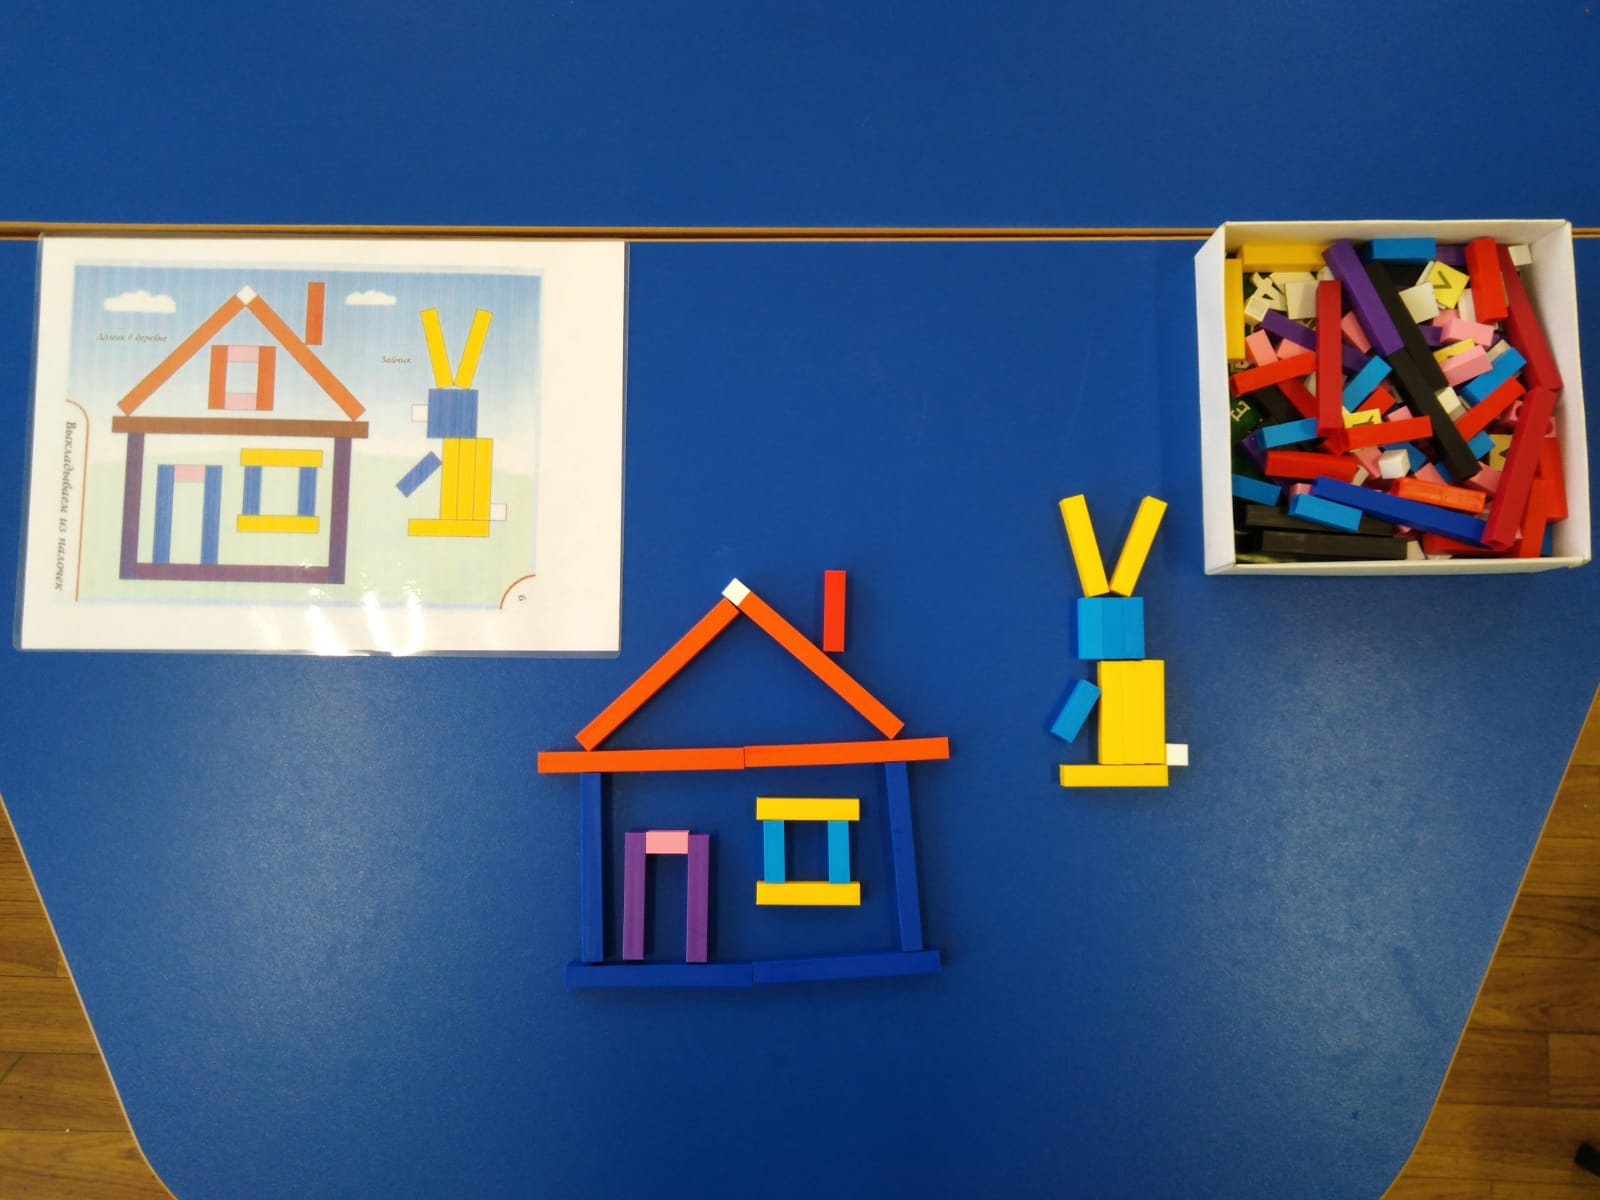 Домик в деревне
Зайчик
Выкладываем из палочек
6